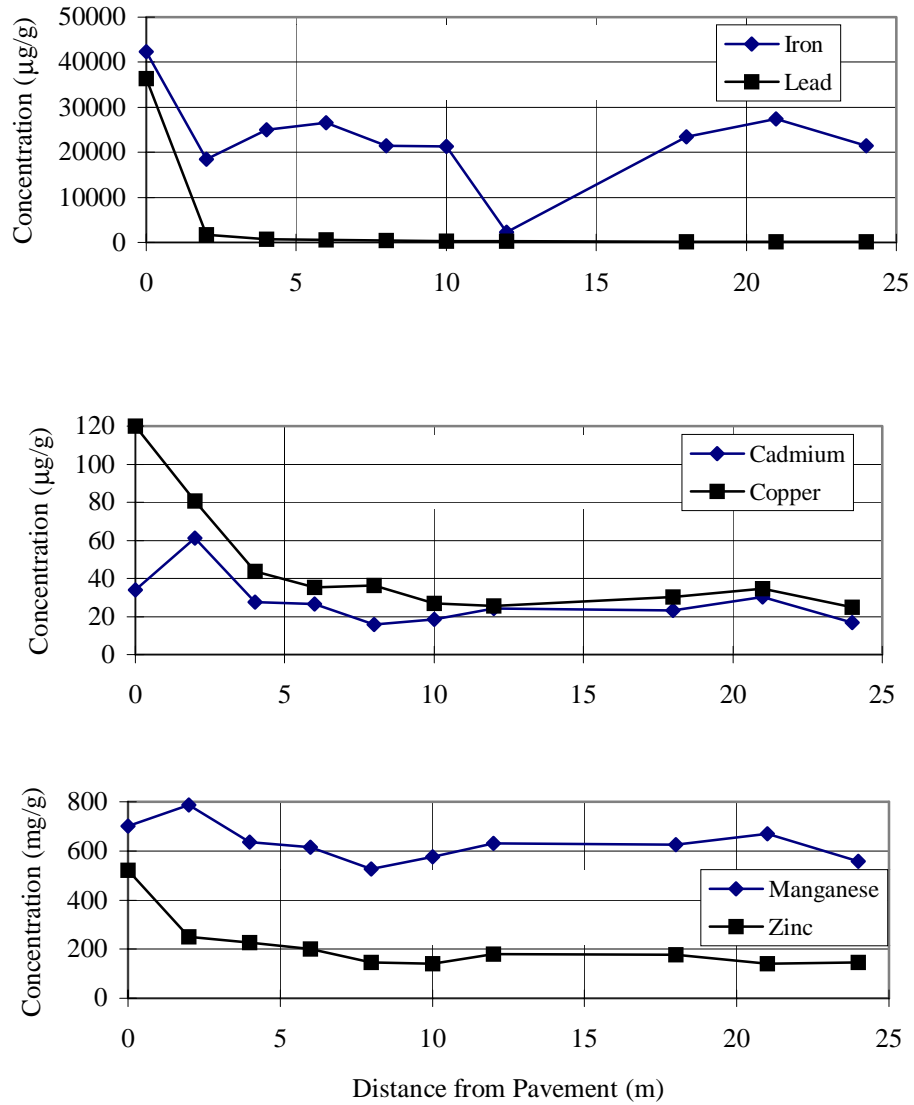 Concentration (µg/g)
50000
40000
30000
20000
10000
0
Iron
Lead
0 5 10 15 20 25
Concentration (µg/g)
120
100
80
60
40
20
0
Cadmium
Copper
0 5 10 15 20 25
Concentration (mg/g)
800
600
400
200
0
Manganese
Zinc
0 5 10 15 20 25
Distance from Pavement (m)